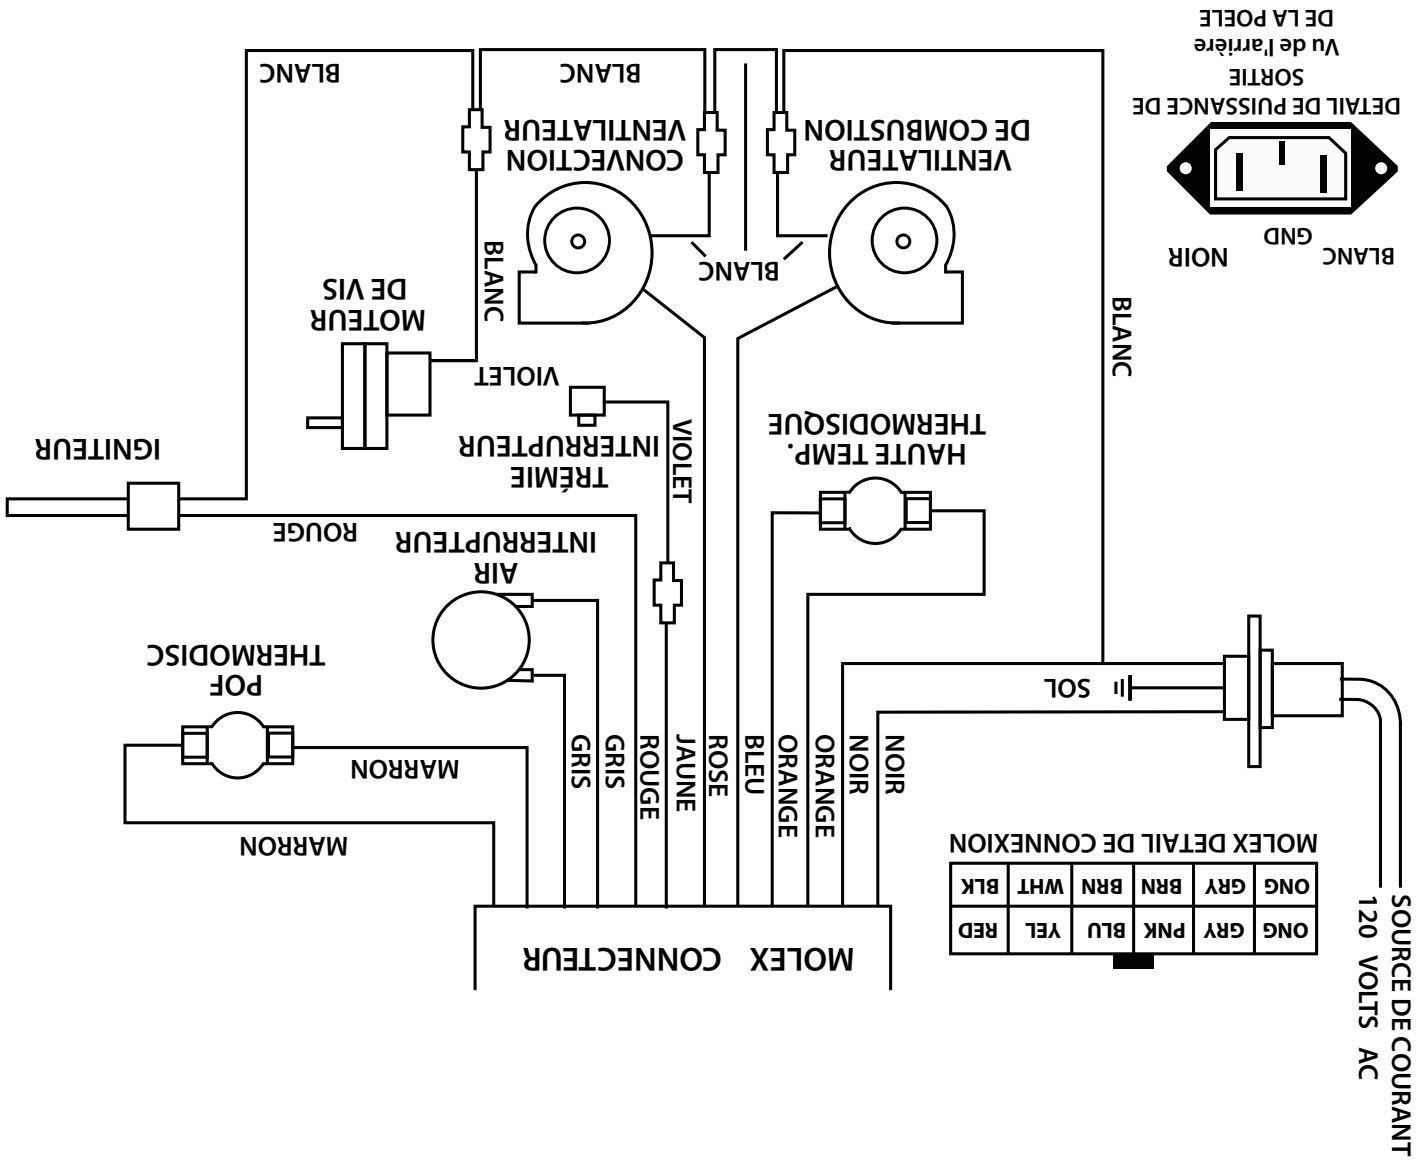 SOURCE DE COURANT
120 VOLTS AC
MOLEX CONNECTEUR
ONG GRY PNK BLU YEL RED
ONG GRY BRN BRN WHT BLK
MOLEX DETAIL DE CONNEXION
NOIR
NOIR
ORANGE
ORANGE
BLEU
ROSE
JAUNE
ROUGE
GRIS
GRIS
MARRON
MARRON
SOL
POF
THERMODISC
AIR
INTERRUPTEUR
ROUGE
IGNITEUR
HAUTE TEMP.
THERMODISQUE
VIOLET
TRÉMIE
INTERRUPTEUR
VIOLET
MOTEUR
DE VIS
BLANC
BLANC
BLANC
BLANC
GND
NOIR
DETAIL DE PUISSANCE DE
SORTIE
Vu de l'arrière
DE LA POELE
VENTILATEUR
DE COMBUSTION
CONVECTION
VENTILATEUR
BLANC
BLANC